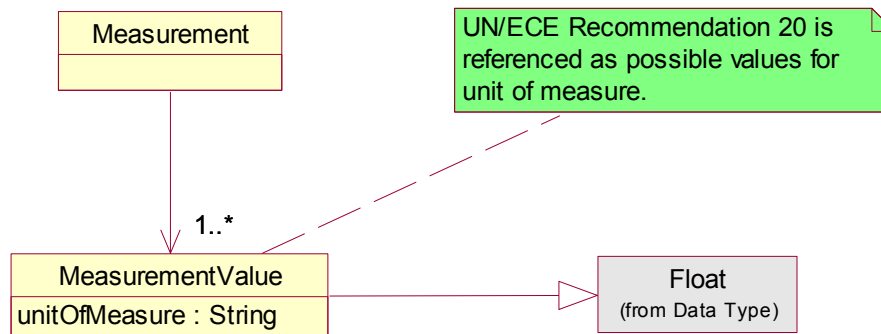 Measurement
UN/ECE Recommendation 20 is
referenced as possible values for
unit of measure.
1..*
MeasurementValue
unitOfMeasure : String
Float
(from Data Type)